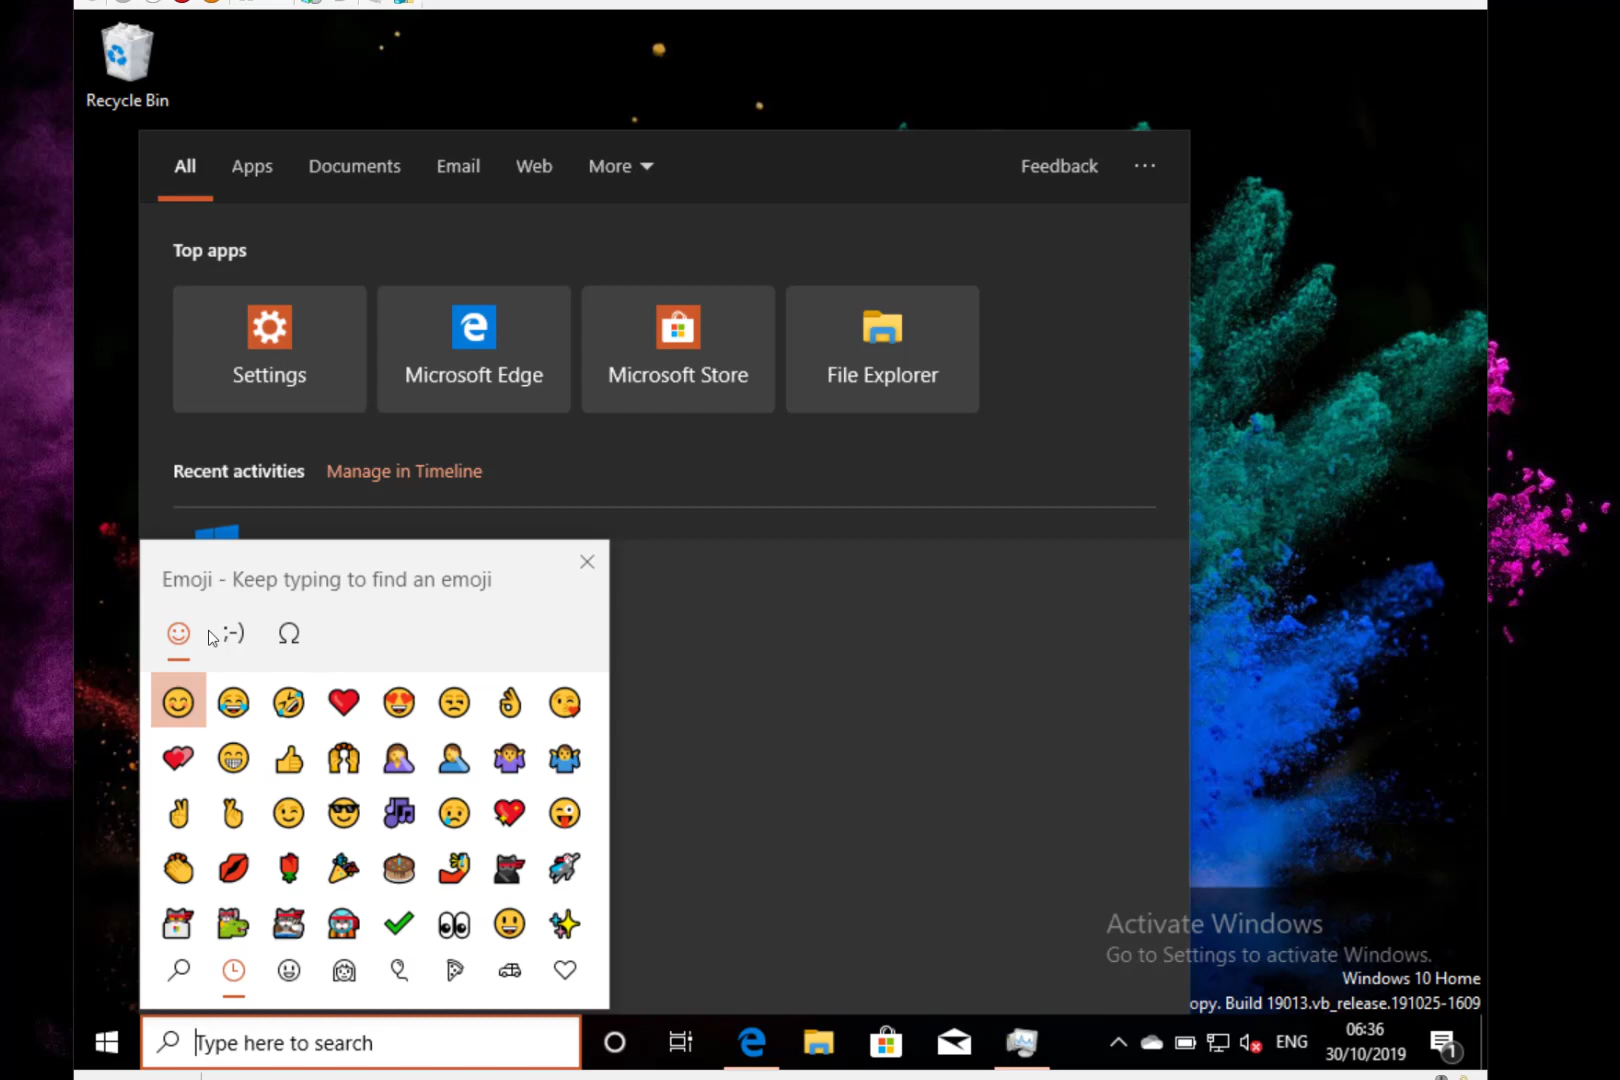 Recycle Bin
All Apps Documents Email Web More Feedback ...
Top apps
Settings Microsoft Edge Microsoft Store File Explorer
Recent activities Manage in Timeline
Emoji - Keep typing to find an emoji
;-) Ω
Activate Windows
Go to Settings to activate Windows.
Windows 10 Home
opy. Build 19013.vb_release.191025-1609
Type here to search
ENG
06:36
30/10/2019
1